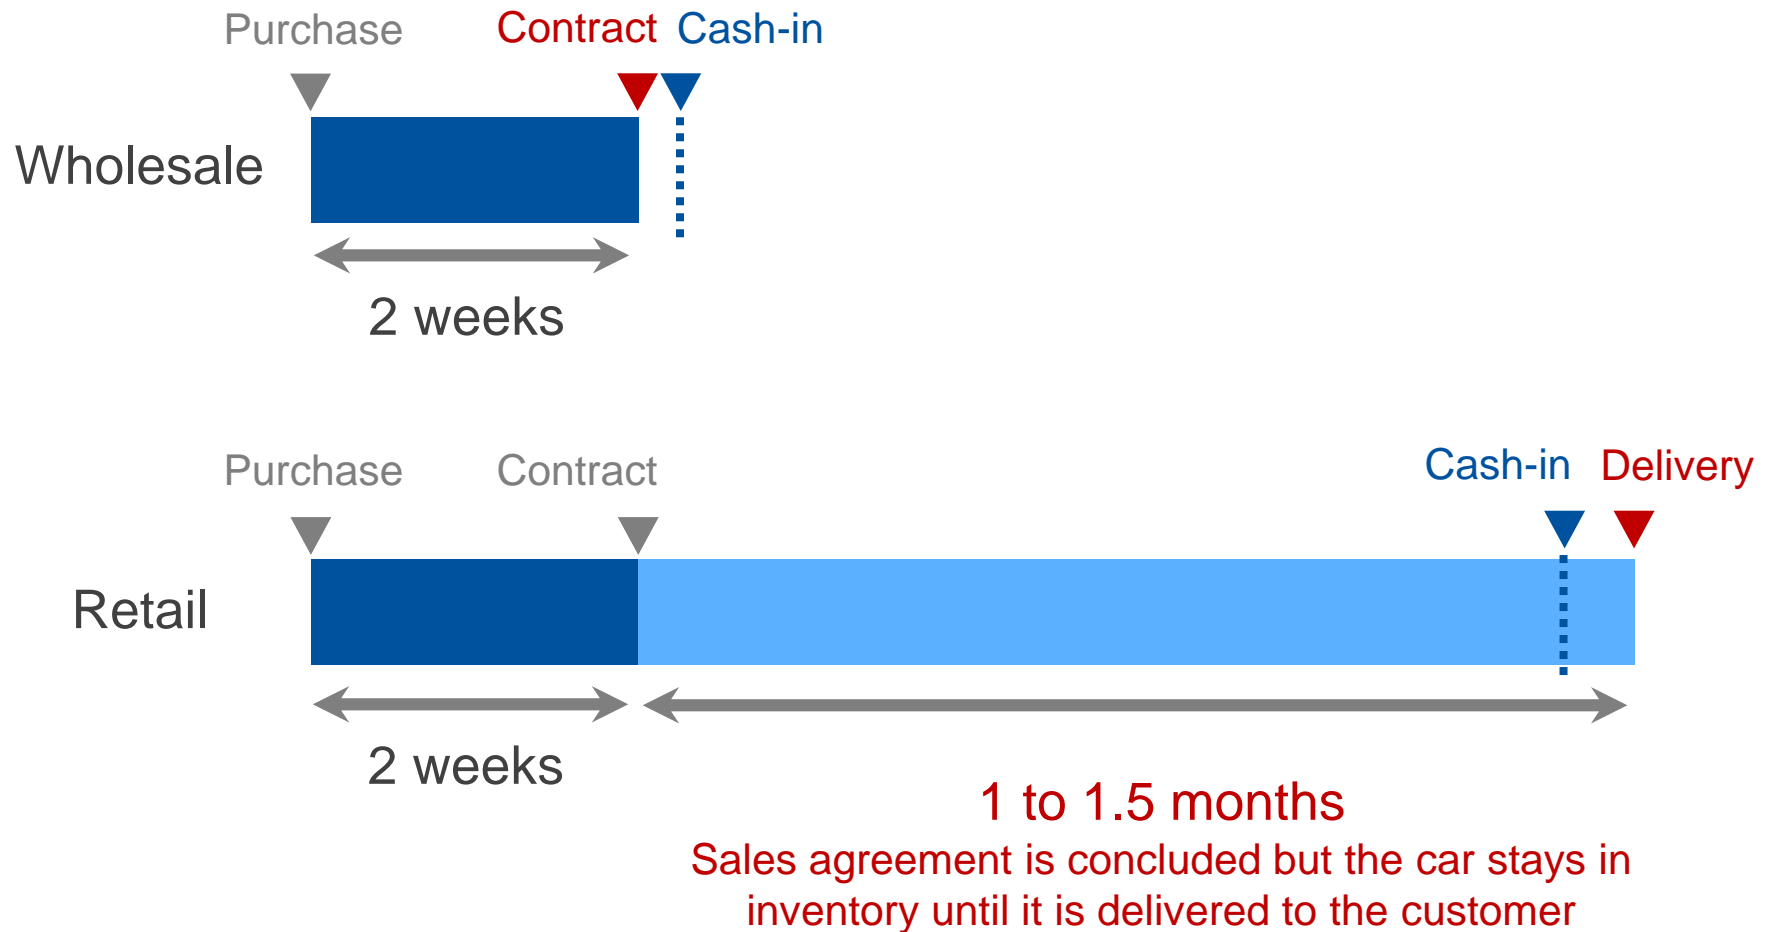 Purchase Contract Cash-in
Wholesale
2 weeks
Purchase Contract Cash-in Delivery
Retail
2 weeks
1 to 1.5 months
Sales agreement is concluded but the car stays in
inventory until it is delivered to the customer